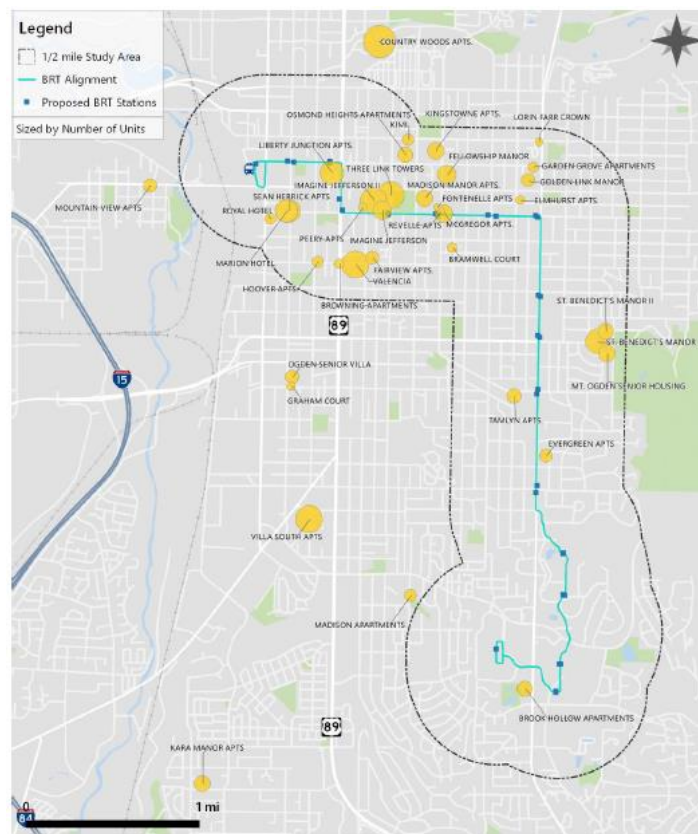 Legend
1/2 mile Study Area
BRT Alignment
Proposed BRT Stations
Sized by Number of Units
COUNTRY WOODS APTS.
OSMOND HEIGHTS APARTMENTS
KINGSTOWNE APTS.
LORIN FARR CROWN
LIBERTY JUNCTION APTS.
FELLOWSHIP MANOR
THREE LINK TOWERS
GARDEN GROVE APARTMENTS
GOLDEN LINK MANOR
IMAGINE JEFFERSON II
MADISON MANOR APTS.
MOUNTAIN VIEW APTS
SEAN HERRICK APTS
FONTENELLE APTS
ELMHURST APTS
ROYAL HOTEL
PEERY APTS
REVELLE APTS
MCGREGOR APTS.
IMAGINE JEFFERSON
MARION HOTEL
BRAMWELL COURT
HOOVER APTS
FAIRVIEW APTS.
VALENCIA
BROWNING APARTMENTS
ST. BENEDICT'S MANOR II
89
ST. BENEDICT'S MANOR
OGDEN SENIOR VILLA
15
MT. OGDEN SENIOR HOUSING
GRAHAM COURT
TAMLYN APTS
EVERGREEN APTS
VILLA SOUTH APTS
MADISON APARTMENTS
BROOK HOLLOW APARTMENTS
89
KARA MANOR APTS
0
1 mi
84